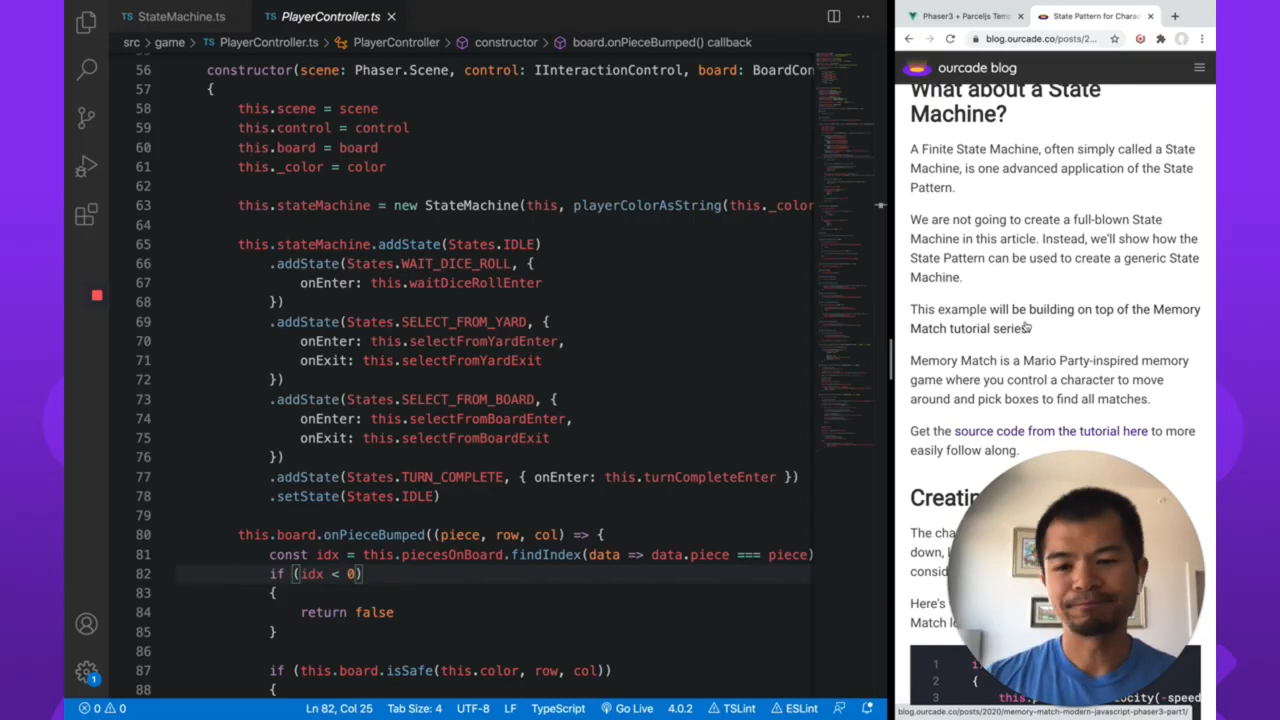 TS StateMachine.ts
TS PlayerController.ts
src > game > TS PlayerController.ts > PlayerController > constructor > board.onPieceBumped() callback
56 constructor(scene: Phaser.Scene, control: IInteractionControl, board: BoardCon
57 {
58 this.scene = scene
59 this.control = control
60 this.board = board
61 this._color = color
62
63 this.stateMachine = new StateMachine(this, playerColorAsString(this._color
64
65 this.stateMachine.addState(States.IDLE)
66 .addState(States.WAIT_DICE_ROLL, {
67 onEnter: this.waitDiceRollEnter
68 })
69 .addState(States.SELECT_FROM_YARD, {
70 onEnter: this.selectFromYardEnter,
71 onExit: this.selectFromYardExit
72 })
73 .addState(States.SELECT_FROM_BOARD, {
74 onEnter: this.selectFromBoardEnter,
75 onExit: this.selectFromBoardExit
76 })
77 .addState(States.TURN_COMPLETE, { onEnter: this.turnCompleteEnter })
78 .setState(States.IDLE)
79
80 this.board.onPieceBumped((piece, row, col) => {
81 const idx = this.piecesOnBoard.findIndex(data => data.piece === piece)
82 if (idx < 0)
83 {
84 return false
85 }
86
87 if (this.board.isSafe(this.color, row, col))
88 {
1
0 0 Ln 82, Col 25 Tab Size: 4 UTF-8 LF TypeScript Go Live 4.0.2 TSLint ESLint
Phaser3 + Parceljs Tem
State Pattern for Chara
blog.ourcade.co/posts/2...
ourcade blog
What about a State
Machine?
A Finite State Machine, often simply called a State
Machine, is one advanced application of the State
Pattern.
We are not going to create a full-blown State
Machine in this article. Instead, we'll show how the
State Pattern can be used to create a generic State
Machine.
This example will be building on top of the Memory
Match tutorial series.
Memory Match is a Mario Party-inspired memory
game where you control a character to move
around and pick boxes to find all matches.
Get the source code from the tutorial here to more
easily follow along.
Creatin
The cha
down, l
consid
Here's
Match l
1 i
2 {
3 this. ocity(-speed
blog.ourcade.co/posts/2020/memory-match-modern-javascript-phaser3-part1/